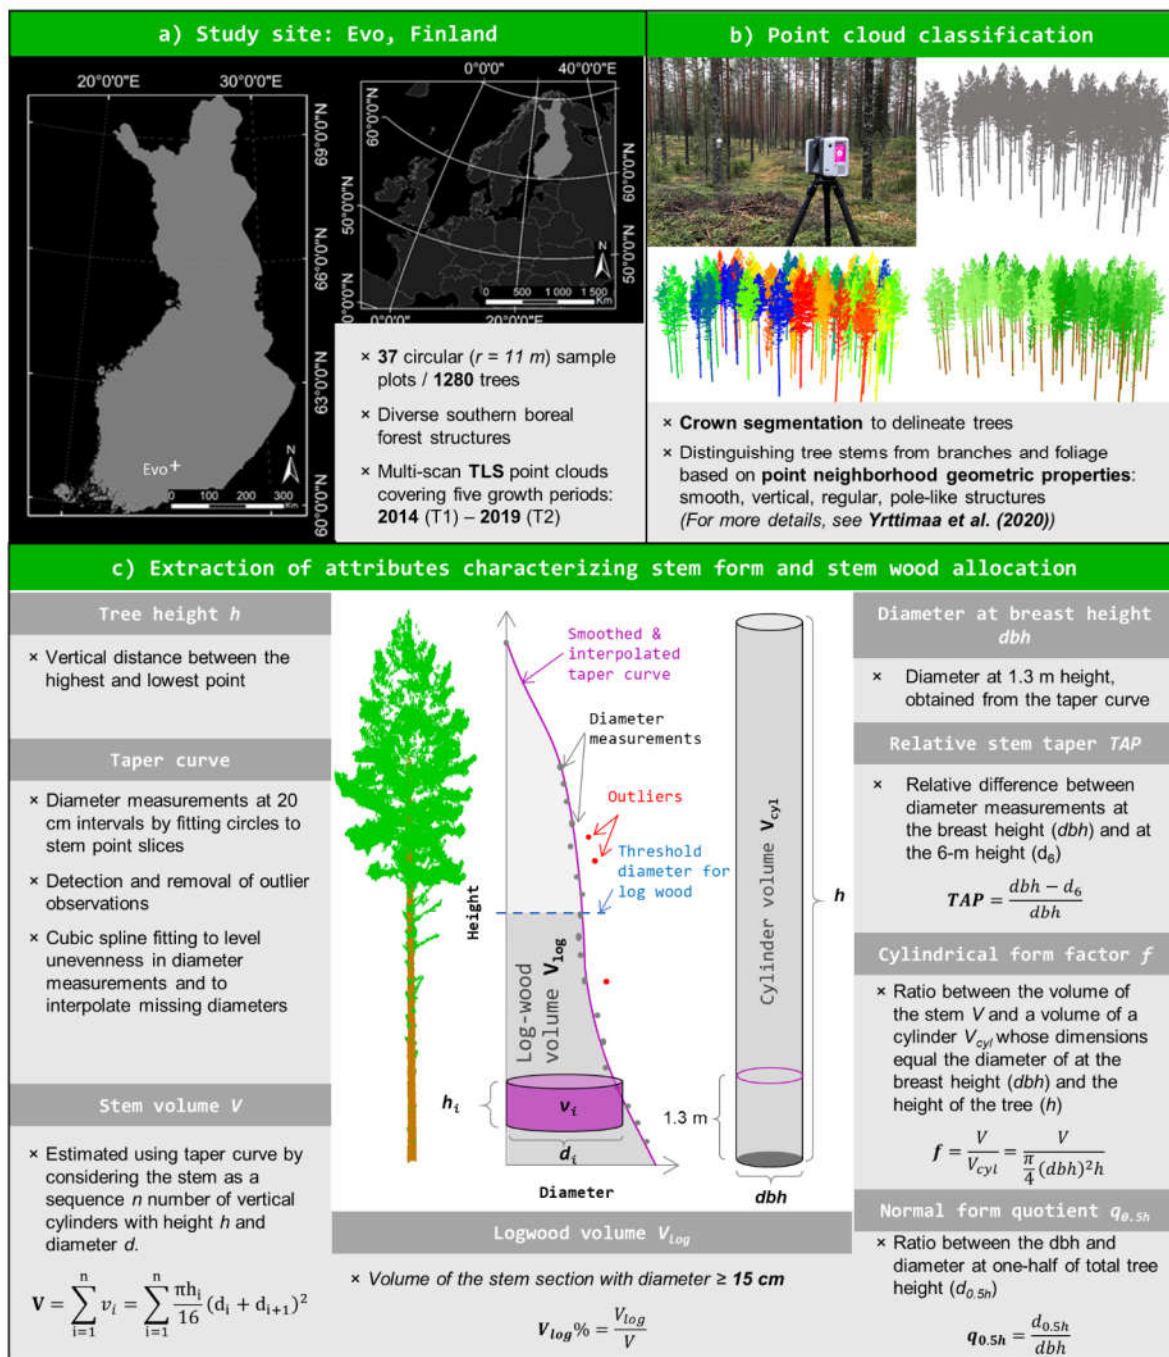 a) Study site: Evo, Finland
20°0'0"E 30°0'0"E
69°0'0"N
66°0'0"N
63°0'0"N
60°0'0"N
Evo+
N
0 100 200 300
Km
0°0'0" 40°0'0"E
60°0'0"N
50°0'0"N
60°0'0"N
50°0'0"N
N
0 500 1 000 1 500
Km
0°0'0" 20°0'0"E
× 37 circular (r = 11 m) sample
plots / 1280 trees
× Diverse southern boreal
forest structures
× Multi-scan TLS point clouds
covering five growth periods:
2014 (T1) – 2019 (T2)
b) Point cloud classification
× Crown segmentation to delineate trees
× Distinguishing tree stems from branches and foliage
based on point neighborhood geometric properties:
smooth, vertical, regular, pole-like structures
(For more details, see Yrttimaa et al. (2020))
c) Extraction of attributes characterizing stem form and stem wood allocation
Tree height h
× Vertical distance between the
highest and lowest point
Taper curve
× Diameter measurements at 20
cm intervals by fitting circles to
stem point slices
× Detection and removal of outlier
observations
× Cubic spline fitting to level
unevenness in diameter
measurements and to
interpolate missing diameters
Stem volume V
× Estimated using taper curve by
considering the stem as a
sequence n number of vertical
cylinders with height h and
diameter d.
V = ∑_{i=1}^{n} v_i = ∑_{i=1}^{n} πh_i/16 (d_i + d_{i+1})²
Smoothed &
interpolated
taper curve
Diameter
measurements
Outliers
Threshold
diameter for
log wood
Height
Log-wood
volume V_log
h_i
v_i
d_i
Diameter
Cylinder volume V_cyl
h
1.3 m
dbh
Logwood volume V_log
× Volume of the stem section with diameter ≥ 15 cm
V_log% = V_log/V
Diameter at breast height
dbh
× Diameter at 1.3 m height,
obtained from the taper curve
Relative stem taper TAP
× Relative difference between
diameter measurements at
the breast height (dbh) and at
the 6-m height (d₆)
TAP = (dbh − d₆)/dbh
Cylindrical form factor f
× Ratio between the volume of
the stem V and a volume of a
cylinder V_cyl whose dimensions
equal the diameter of at the
breast height (dbh) and the
height of the tree (h)
f = V/V_cyl = V/(π/4 (dbh)²h)
Normal form quotient q_0.5h
× Ratio between the dbh and
diameter at one-half of total tree
height (d_0.5h)
q_0.5h = d_0.5h/dbh